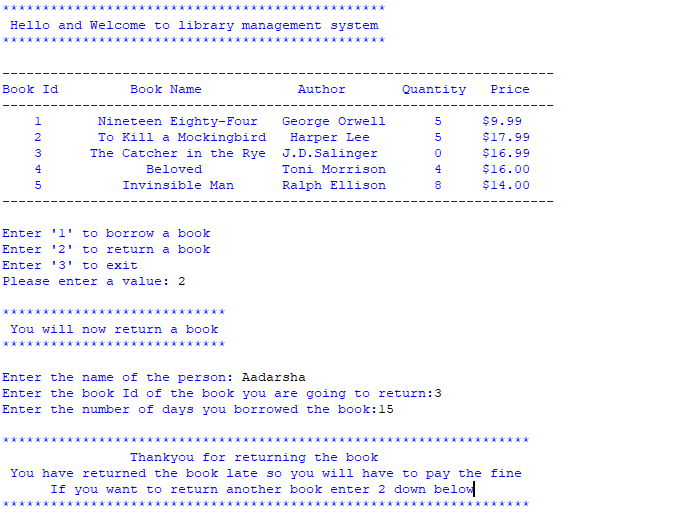 ************************************************
Hello and Welcome to library management system
************************************************
---------------------------------------------------------------------
Book Id Book Name Author Quantity Price
---------------------------------------------------------------------
1 Nineteen Eighty-Four George Orwell 5 $9.99
2 To Kill a Mockingbird Harper Lee 5 $17.99
3 The Catcher in the Rye J.D.Salinger 0 $16.99
4 Beloved Toni Morrison 4 $16.00
5 Invinsible Man Ralph Ellison 8 $14.00
---------------------------------------------------------------------
Enter '1' to borrow a book
Enter '2' to return a book
Enter '3' to exit
Please enter a value: 2
****************************
You will now return a book
****************************
Enter the name of the person: Aadarsha
Enter the book Id of the book you are going to return:3
Enter the number of days you borrowed the book:15
******************************************************************
Thankyou for returning the book
You have returned the book late so you will have to pay the fine
If you want to return another book enter 2 down below
******************************************************************